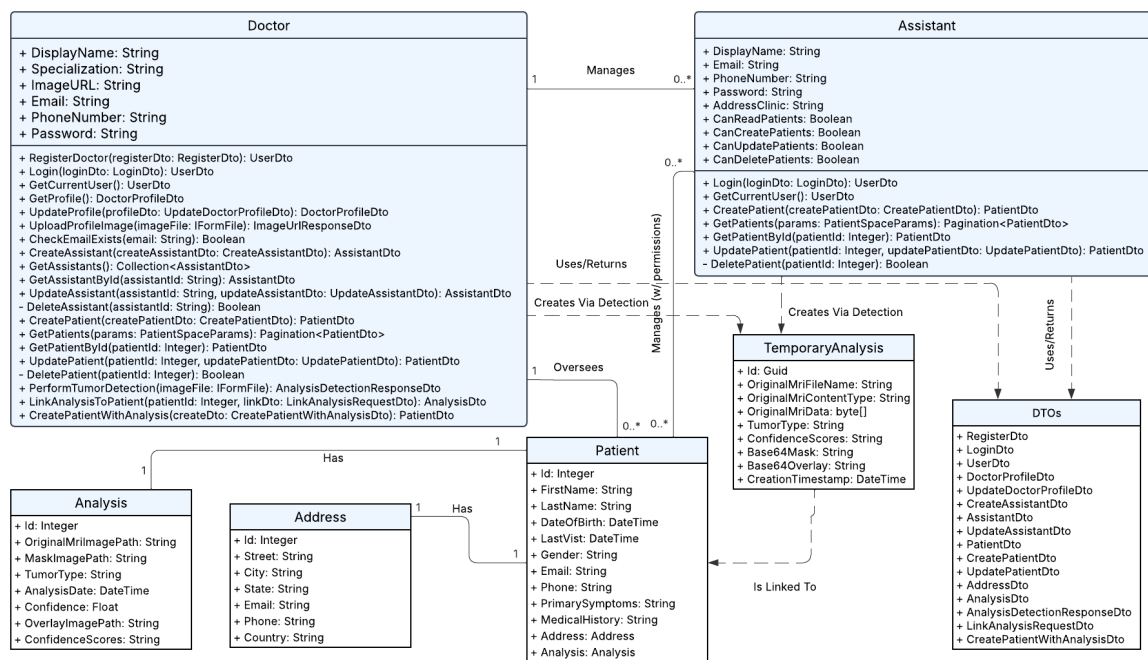 Doctor
+ DisplayName: String
+ Specialization: String
+ ImageURL: String
+ Email: String
+ PhoneNumber: String
+ Password: String
+ RegisterDoctor(registerDto: RegisterDto): UserDto
+ Login(loginDto: LoginDto): UserDto
+ GetCurrentUser(): UserDto
+ GetProfile(): DoctorProfileDto
+ UpdateProfile(profileDto: UpdateDoctorProfileDto): DoctorProfileDto
+ UploadProfileImage(imageFile: IFormFile): ImageUrlResponseDto
+ CheckEmailExists(email: String): Boolean
+ CreateAssistant(createAssistantDto: CreateAssistantDto): AssistantDto
+ GetAssistants(): Collection<AssistantDto>
+ GetAssistantById(assistantId: String): AssistantDto
+ UpdateAssistant(assistantId: String, updateAssistantDto: UpdateAssistantDto): AssistantDto
- DeleteAssistant(assistantId: String): Boolean
+ CreatePatient(createPatientDto: CreatePatientDto): PatientDto
+ GetPatients(params: PatientSpaceParams): Pagination<PatientDto>
+ GetPatientById(patientId: Integer): PatientDto
+ UpdatePatient(patientId: Integer, updatePatientDto: UpdatePatientDto): PatientDto
- DeletePatient(patientId: Integer): Boolean
+ PerformTumorDetection(imageFile: IFormFile): AnalysisDetectionResponseDto
+ LinkAnalysisToPatient(patientId: Integer, linkDto: LinkAnalysisRequestDto): AnalysisDto
+ CreatePatientWithAnalysis(createDto: CreatePatientWithAnalysisDto): PatientDto
1
Manages
0..*
Assistant
+ DisplayName: String
+ Email: String
+ PhoneNumber: String
+ Password: String
+ AddressClinic: String
+ CanReadPatients: Boolean
+ CanCreatePatients: Boolean
+ CanUpdatePatients: Boolean
+ CanDeletePatients: Boolean
+ Login(loginDto: LoginDto): UserDto
+ GetCurrentUser(): UserDto
+ CreatePatient(createPatientDto: CreatePatientDto): PatientDto
+ GetPatients(params: PatientSpaceParams): Pagination<PatientDto>
+ GetPatientById(patientId: Integer): PatientDto
+ UpdatePatient(patientId: Integer, updatePatientDto: UpdatePatientDto): PatientDto
- DeletePatient(patientId: Integer): Boolean
0..*
Manages (w/ permissions)
0..*
Uses/Returns
Creates Via Detection
Creates Via Detection
Uses/Returns
1
Oversees
0..*
TemporaryAnalysis
+ Id: Guid
+ OriginalMriFileName: String
+ OriginalMriContentType: String
+ OriginalMriData: byte[]
+ TumorType: String
+ ConfidenceScores: String
+ Base64Mask: String
+ Base64Overlay: String
+ CreationTimestamp: DateTime
Is Linked To
DTOs
+ RegisterDto
+ LoginDto
+ UserDto
+ DoctorProfileDto
+ UpdateDoctorProfileDto
+ CreateAssistantDto
+ AssistantDto
+ UpdateAssistantDto
+ PatientDto
+ CreatePatientDto
+ UpdatePatientDto
+ AddressDto
+ AnalysisDto
+ AnalysisDetectionResponseDto
+ LinkAnalysisRequestDto
+ CreatePatientWithAnalysisDto
1
Has
1
Analysis
+ Id: Integer
+ OriginalMriImagePath: String
+ MaskImagePath: String
+ TumorType: String
+ AnalysisDate: DateTime
+ Confidence: Float
+ OverlayImagePath: String
+ ConfidenceScores: String
Address
+ Id: Integer
+ Street: String
+ City: String
+ State: String
+ Email: String
+ Phone: String
+ Country: String
1
Has
1
Patient
+ Id: Integer
+ FirstName: String
+ LastName: String
+ DateOfBirth: DateTime
+ LastVist: DateTime
+ Gender: String
+ Email: String
+ Phone: String
+ PrimarySymptoms: String
+ MedicalHistory: String
+ Address: Address
+ Analysis: Analysis